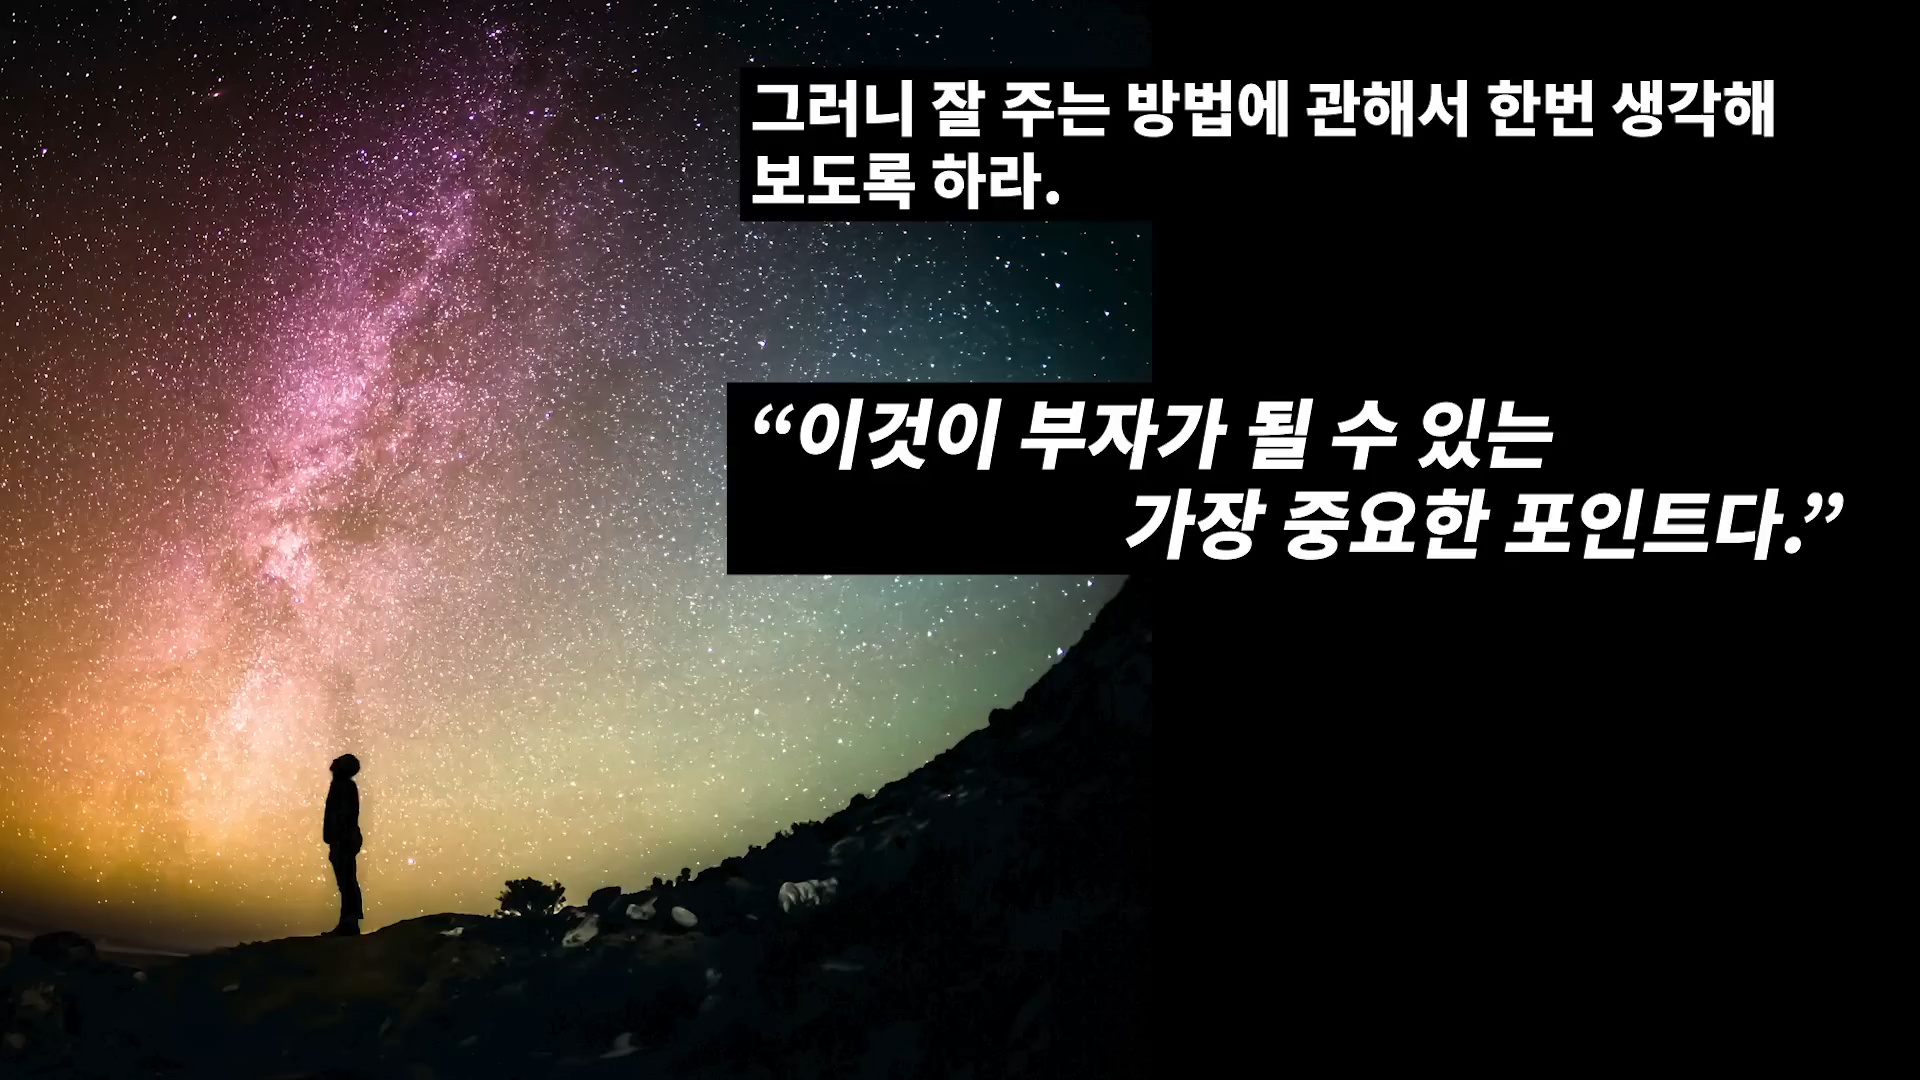 그러니 잘 주는 방법에 관해서 한번 생각해
보도록 하라.
“이것이 부자가 될 수 있는
가장 중요한 포인트다.”